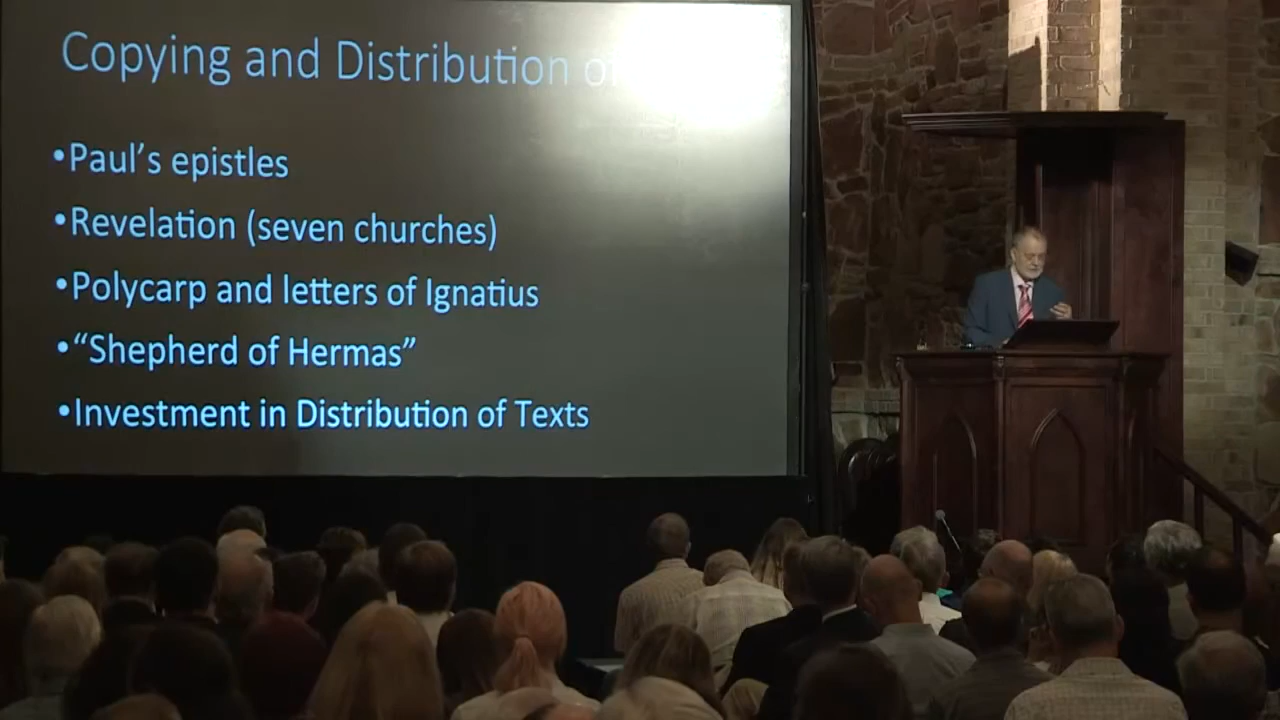 Copying and Distribution of
•Paul's epistles
•Revelation (seven churches)
•Polycarp and letters of Ignatius
•“Shepherd of Hermas”
•Investment in Distribution of Texts